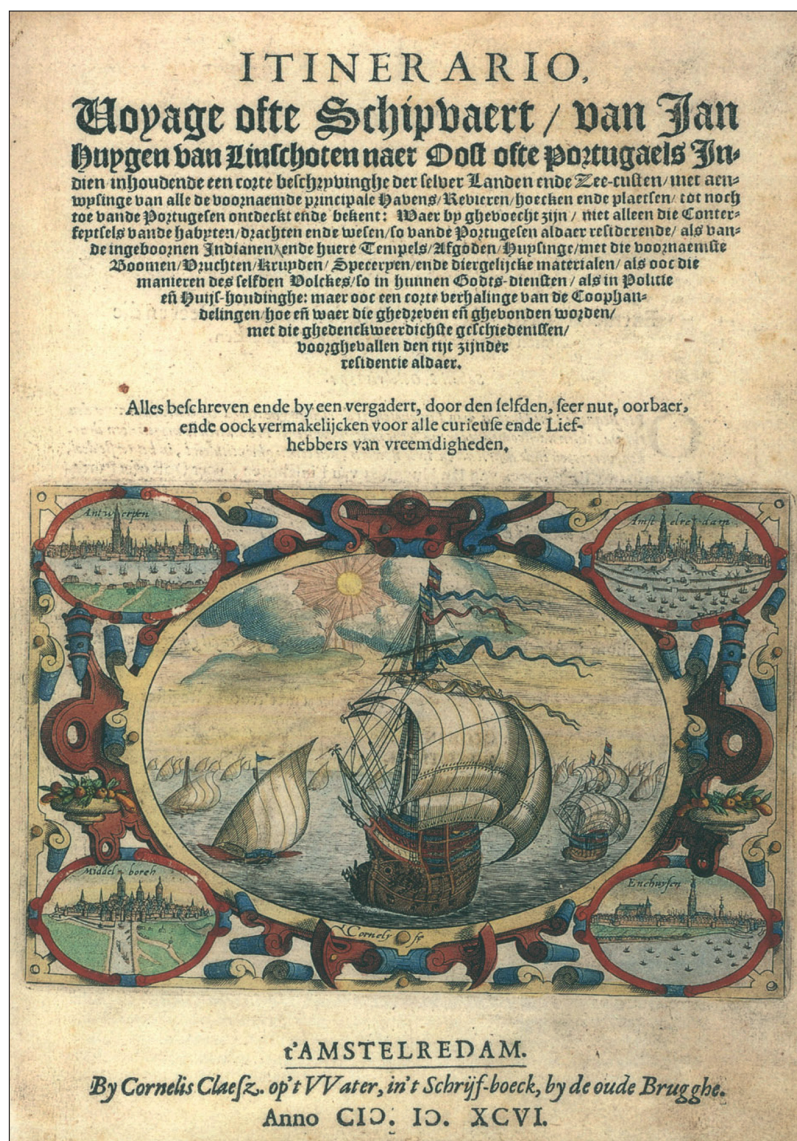 ITINERARIO,
Voyage ofte Schipvaert / van Jan
Huygen van Linschoten naer Oost ofte Portugaels In-
dien inhoudende een corte beschryvinghe der selver Landen ende Zee-custen / met aen-
wysinge van alle de voornaemde principale Havens / Revieren / hoecken ende plaetsen / tot noch
toe vande Portugesen ontdeckt ende bekent: Waer by ghevoecht zijn / niet alleen die Conter-
feytsels vande habyten / drachten ende wesen / so vande Portugesen aldaer residerende / als van-
de ingeboornen Indianen / ende huere Tempels / Afgoden / Huysinge / met die voornaemste
Boomen / Vruchten / Kruyden / Speceryen / ende diergelijcke materialen / als ooc die
manieren des selfden Volckes / so in hunnen Godts-diensten / als in Politie
eñ Huijs-houdinghe: maer ooc een corte verhalinge van de Coophan-
delingen / hoe eñ waer die ghedreven eñ ghevonden worden /
met die ghedenckweerdichste geschiedenissen /
voorghevallen den tijt zijnder
residentie aldaer.
Alles beschreven ende by een vergadert, door den selfden, seer nut, oorbaer,
ende oock vermakelijcken voor alle curieuse ende Lief-
hebbers van vreemdigheden.
Antwerpen
Amstelredam
Middelborch
Enchuysen
Cornely
t'AMSTELREDAM.
By Cornelis Claesz. op't VVater, in't Schrijf-boeck, by de oude Brugghe.
Anno CIↃ. IↃ. XCVI.